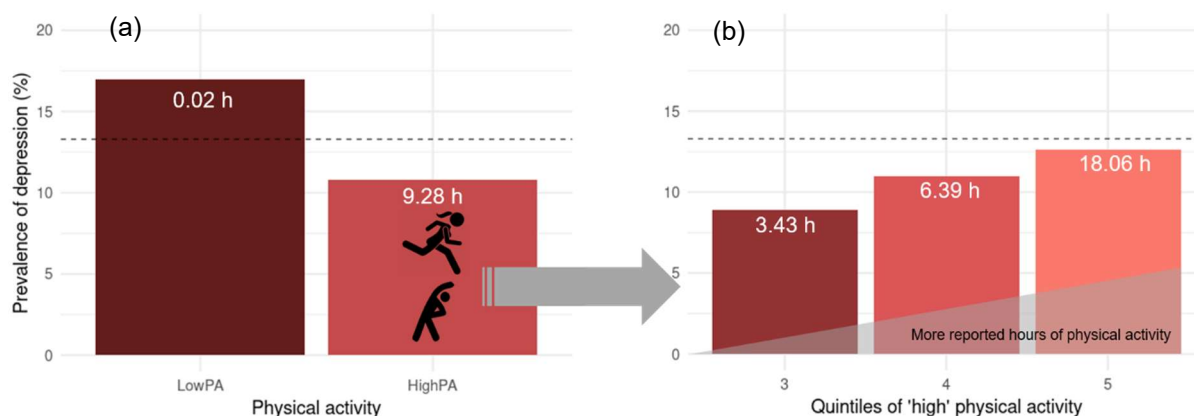 (a)
Prevalence of depression (%)
20
15
10
5
0
0.02 h
9.28 h
LowPA
HighPA
Physical activity
(b)
20
15
10
5
0
3.43 h
6.39 h
18.06 h
More reported hours of physical activity
3
4
5
Quintiles of 'high' physical activity